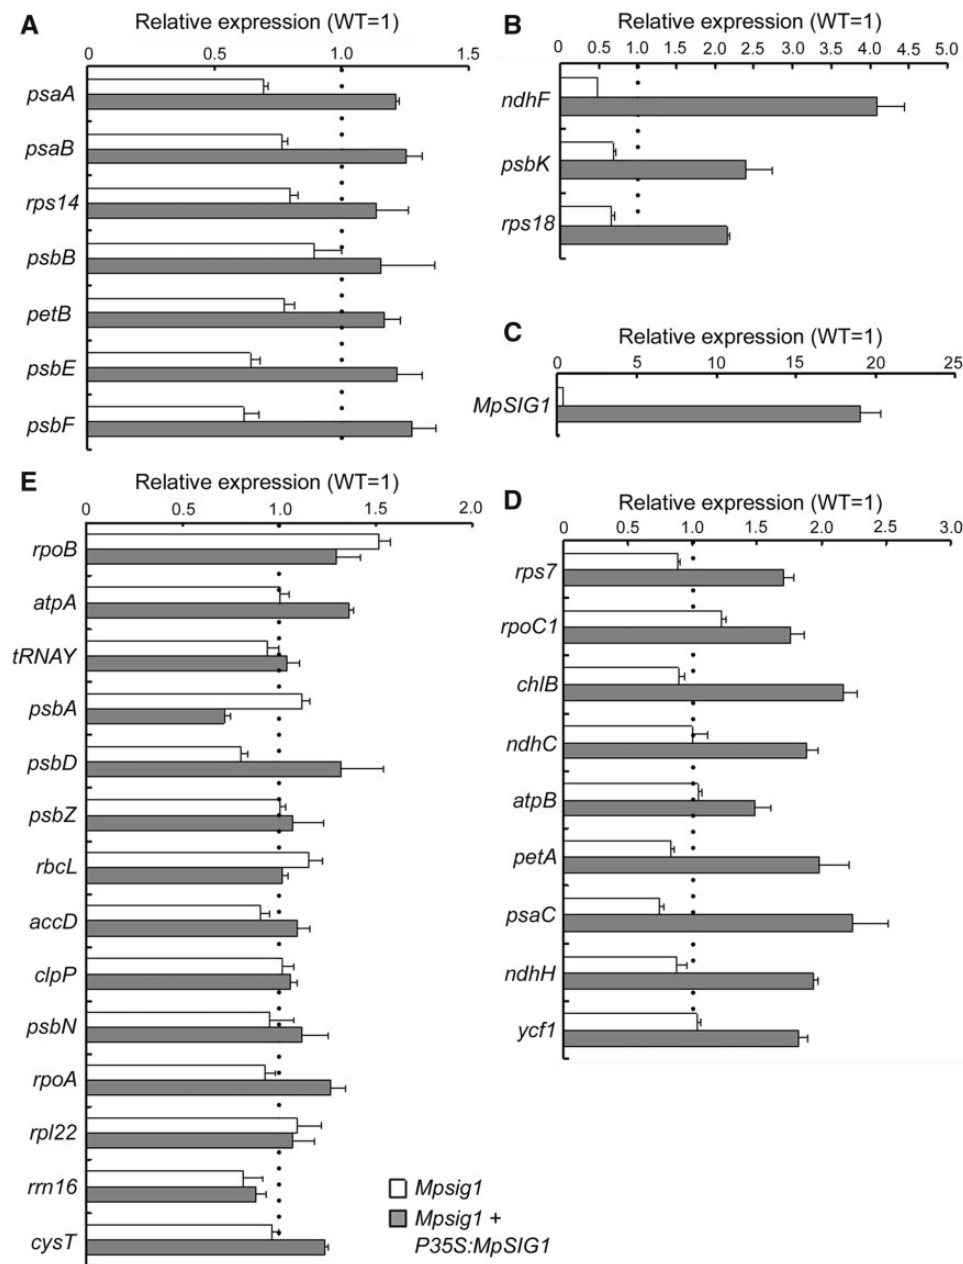 A
Relative expression (WT=1)
0 0.5 1.0 1.5
psaA
psaB
rps14
psbB
petB
psbE
psbF
B
Relative expression (WT=1)
0 0.5 1.0 1.5 2.0 2.5 3.0 3.5 4.0 4.5 5.0
ndhF
psbK
rps18
C
Relative expression (WT=1)
0 5 10 15 20 25
MpSIG1
E
Relative expression (WT=1)
0 0.5 1.0 1.5 2.0
rpoB
atpA
tRNAY
psbA
psbD
psbZ
rbcL
accD
clpP
psbN
rpoA
rpl22
rrn16
cysT
D
Relative expression (WT=1)
0 0.5 1.0 1.5 2.0 2.5 3.0
rps7
rpoC1
chlB
ndhC
atpB
petA
psaC
ndhH
ycf1
Mpsig1
Mpsig1 +
P35S:MpSIG1